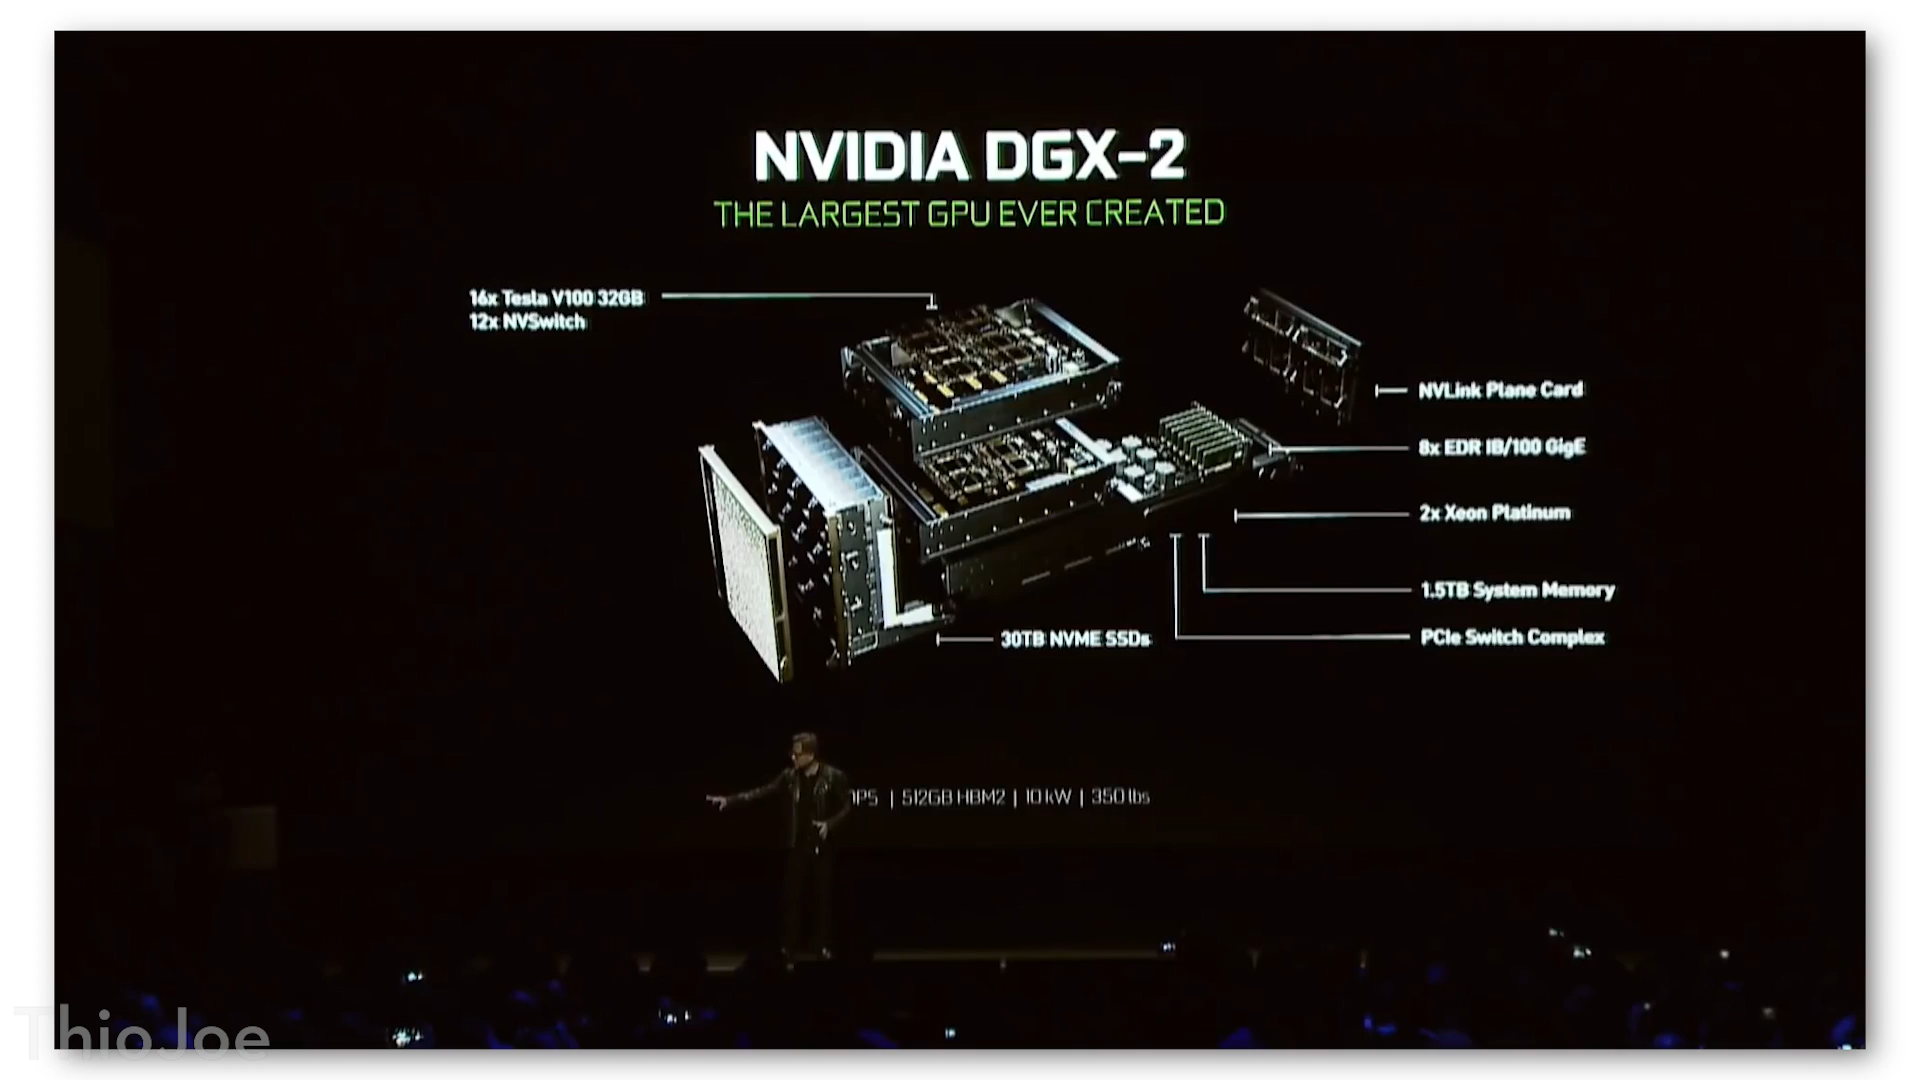 NVIDIA DGX-2
THE LARGEST GPU EVER CREATED
16x Tesla V100 32GB
12x NVSwitch
NVLink Plane Card
8x EDR IB/100 GigE
2x Xeon Platinum
1.5TB System Memory
PCIe Switch Complex
30TB NVME SSDs
| 512GB HBM2 | 10 kW | 350 lbs
ThioJoe